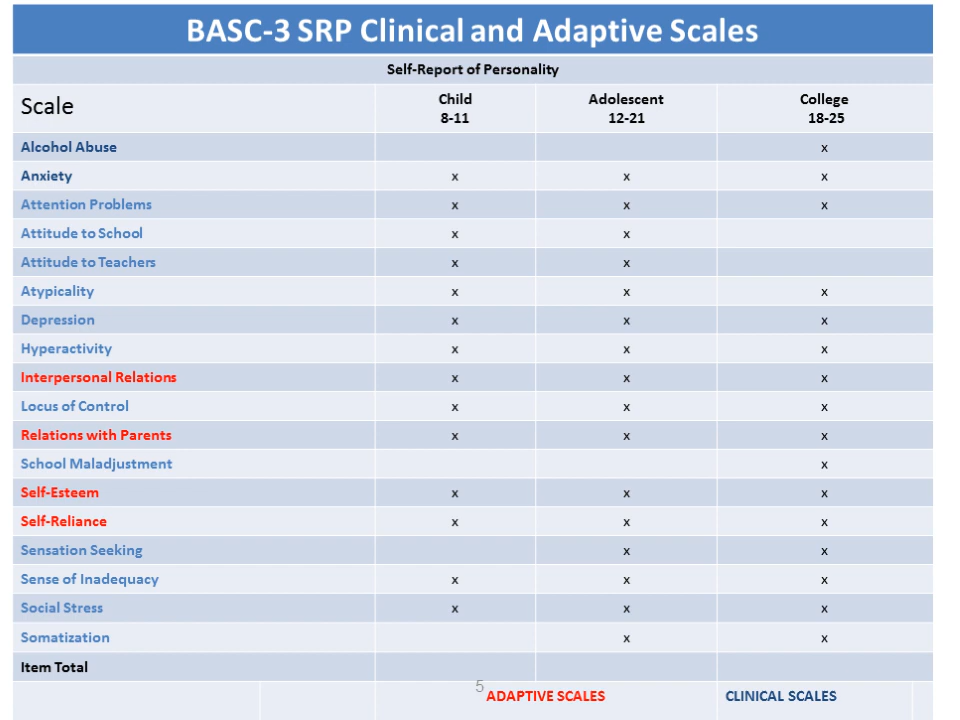 BASC-3 SRP Clinical and Adaptive Scales
Self-Report of Personality
Scale Child Adolescent College
8-11 12-21 18-25
Alcohol Abuse x
Anxiety x x x
Attention Problems x x x
Attitude to School x x
Attitude to Teachers x x
Atypicality x x x
Depression x x x
Hyperactivity x x x
Interpersonal Relations x x x
Locus of Control x x x
Relations with Parents x x x
School Maladjustment x
Self-Esteem x x x
Self-Reliance x x x
Sensation Seeking x x
Sense of Inadequacy x x x
Social Stress x x x
Somatization x x
Item Total
5
ADAPTIVE SCALES CLINICAL SCALES